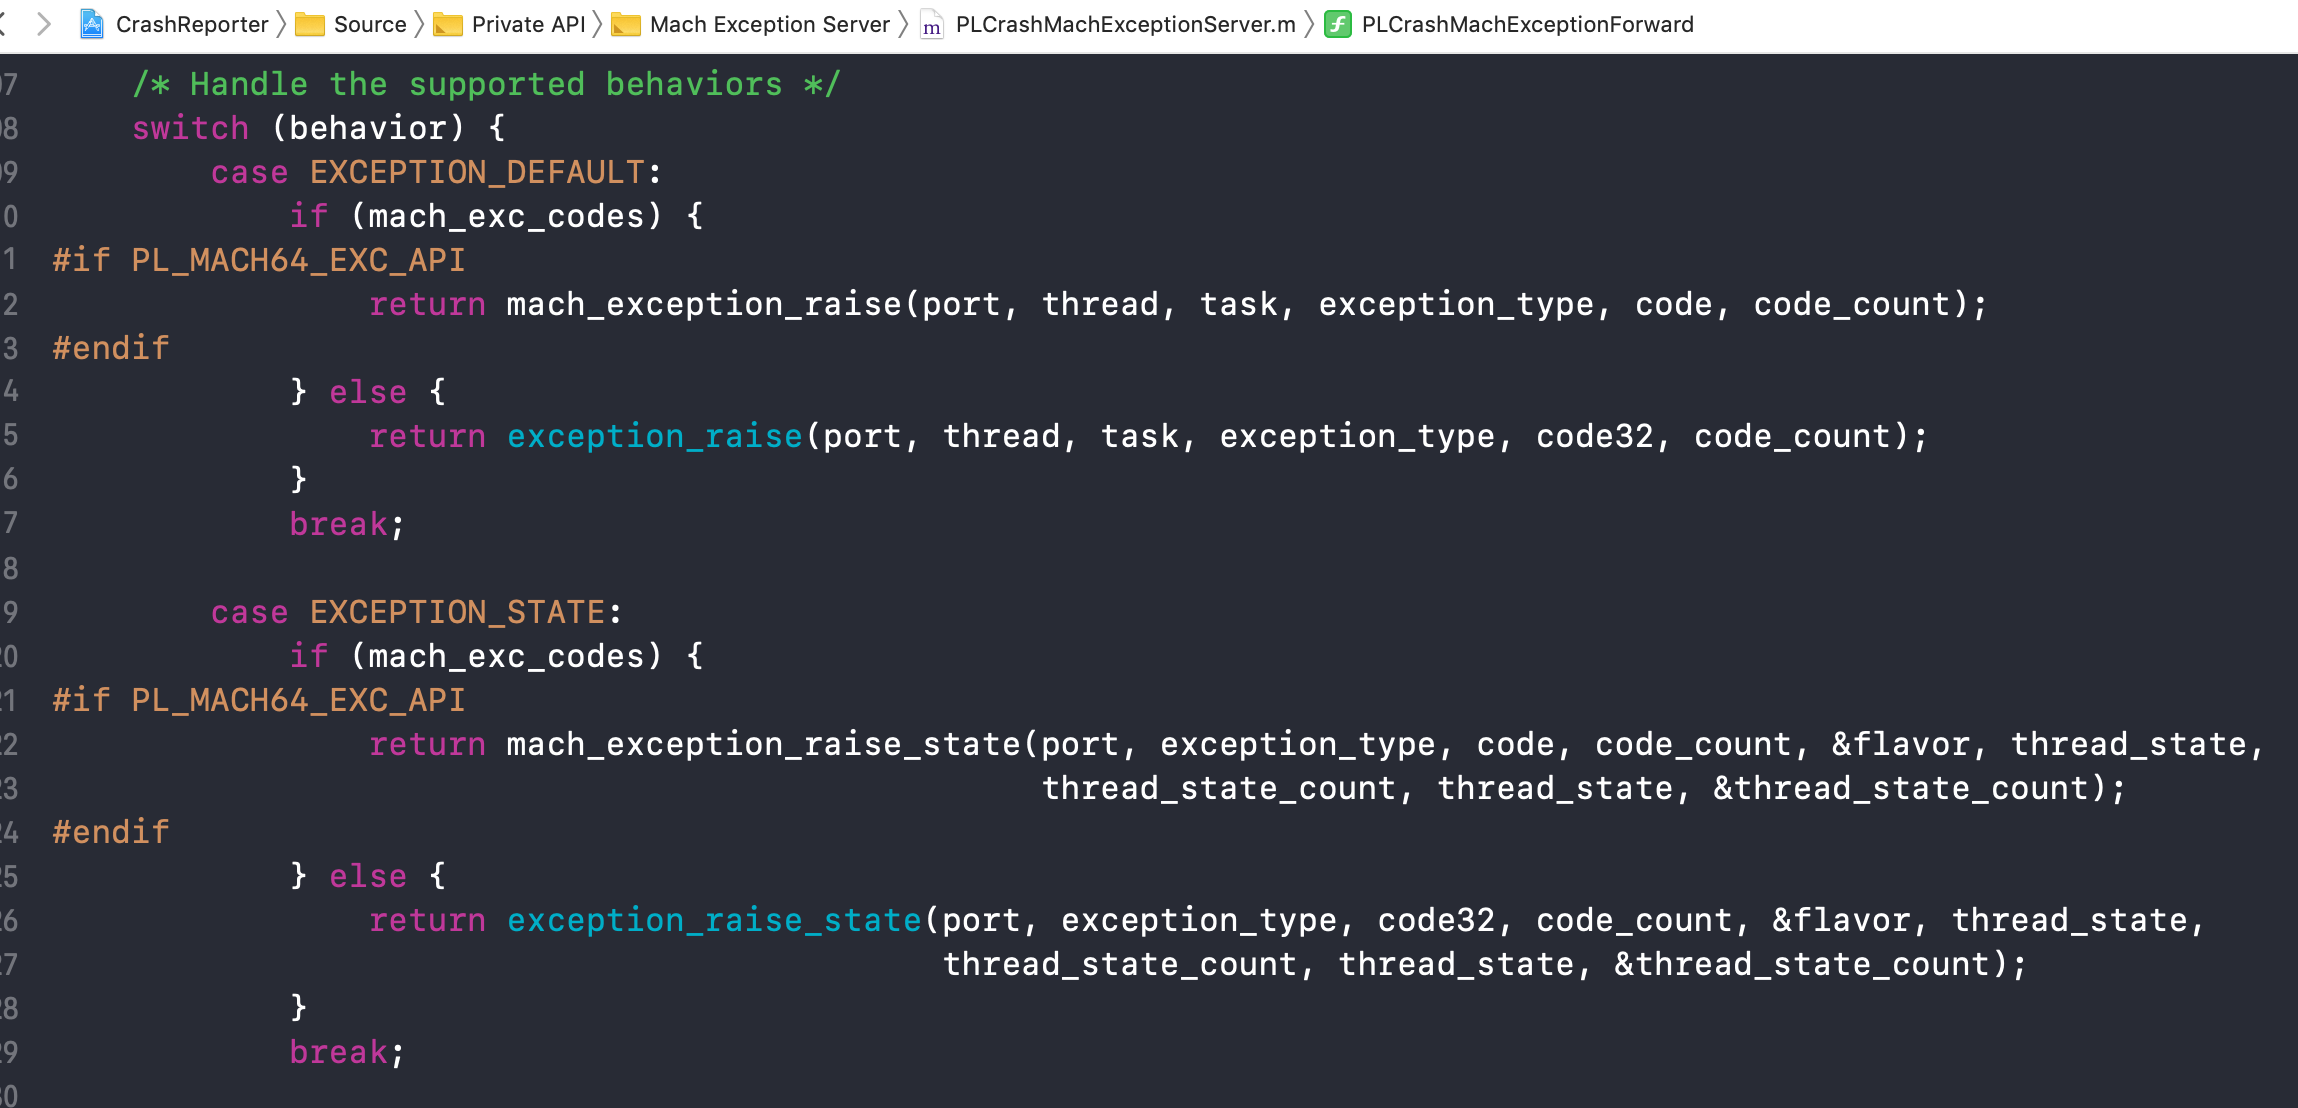 CrashReporter Source Private API Mach Exception Server m PLCrashMachExceptionServer.m f PLCrashMachExceptionForward
7 /* Handle the supported behaviors */
8 switch (behavior) {
9 case EXCEPTION_DEFAULT:
0 if (mach_exc_codes) {
1 #if PL_MACH64_EXC_API
2 return mach_exception_raise(port, thread, task, exception_type, code, code_count);
3 #endif
4 } else {
5 return exception_raise(port, thread, task, exception_type, code32, code_count);
6 }
7 break;
8
9 case EXCEPTION_STATE:
20 if (mach_exc_codes) {
21 #if PL_MACH64_EXC_API
22 return mach_exception_raise_state(port, exception_type, code, code_count, &flavor, thread_state,
23 thread_state_count, thread_state, &thread_state_count);
24 #endif
25 } else {
26 return exception_raise_state(port, exception_type, code32, code_count, &flavor, thread_state,
27 thread_state_count, thread_state, &thread_state_count);
28 }
29 break;
30